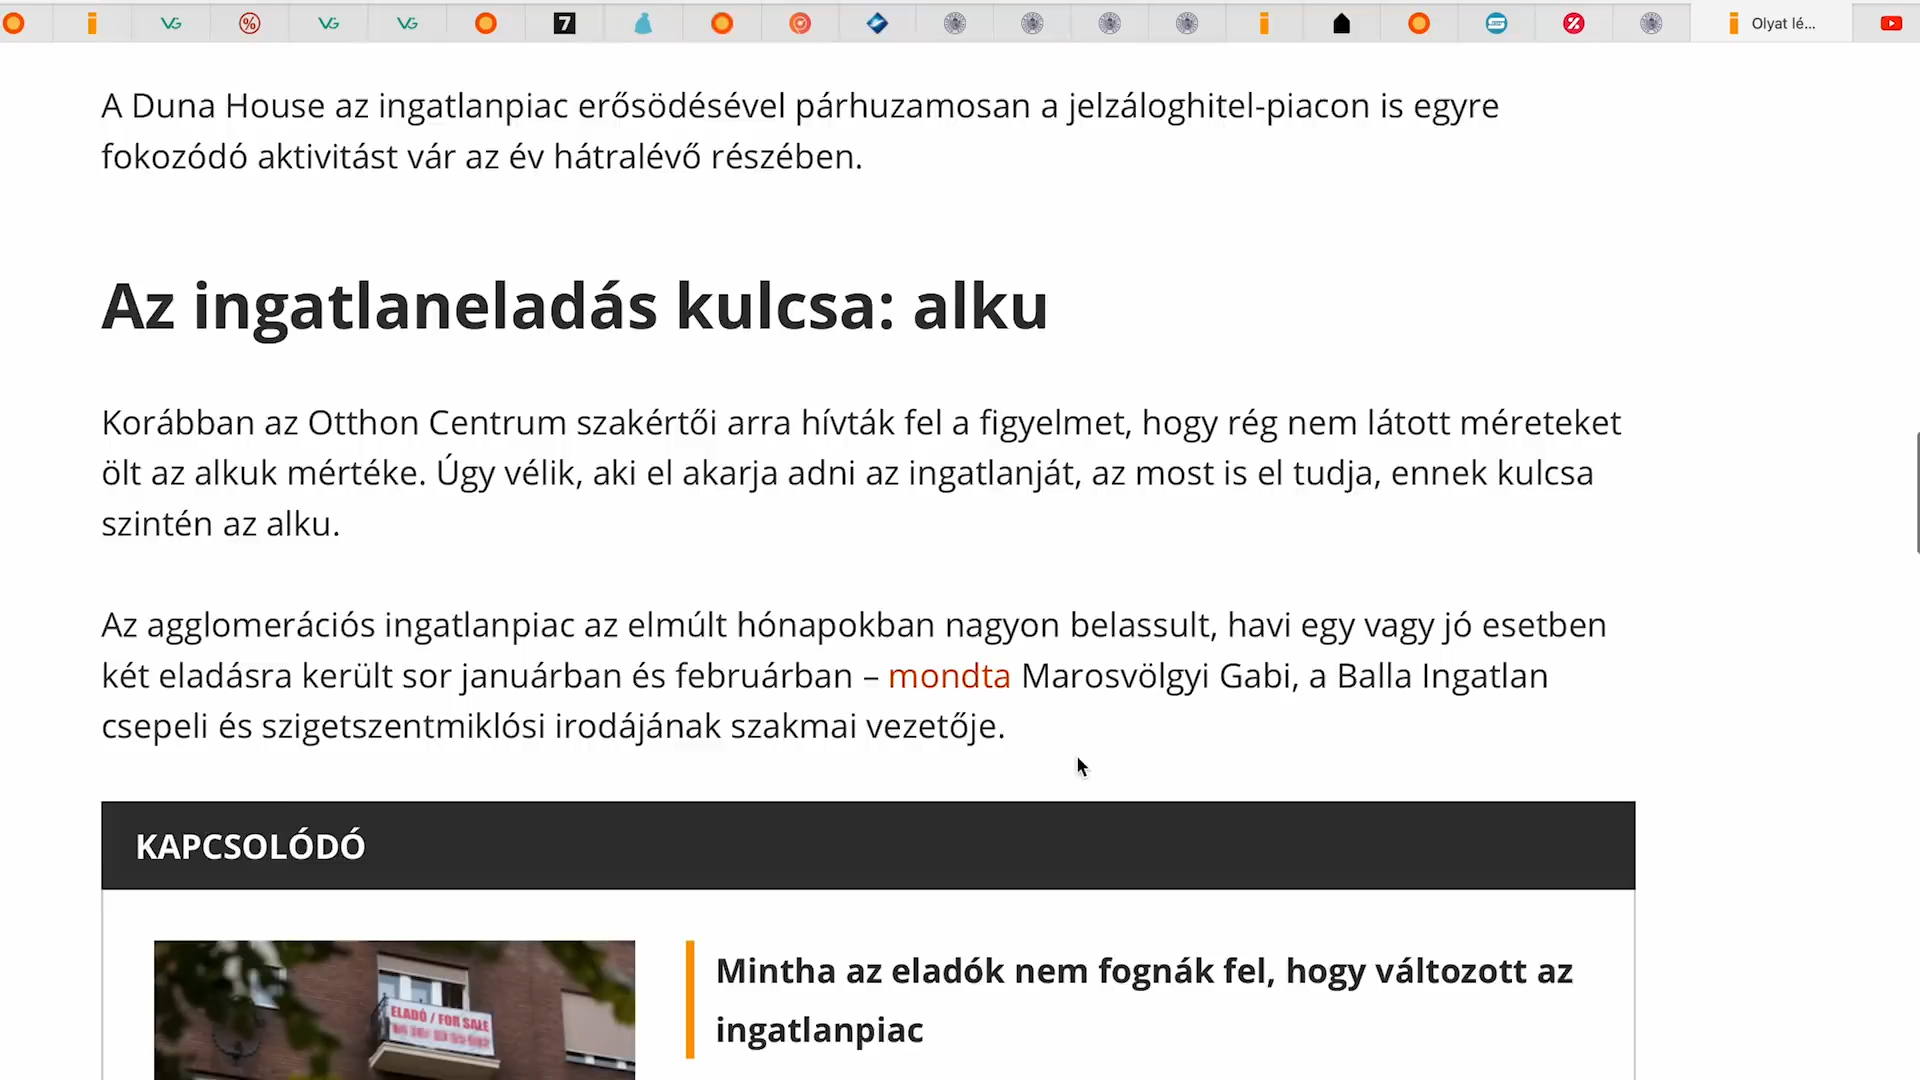 7
Olyat lé...
A Duna House az ingatlanpiac erősödésével párhuzamosan a jelzáloghitel-piacon is egyre
fokozódó aktivitást vár az év hátralévő részében.
Az ingatlaneladás kulcsa: alku
Korábban az Otthon Centrum szakértői arra hívták fel a figyelmet, hogy rég nem látott méreteket
ölt az alkuk mértéke. Úgy vélik, aki el akarja adni az ingatlanját, az most is el tudja, ennek kulcsa
szintén az alku.
Az agglomerációs ingatlanpiac az elmúlt hónapokban nagyon belassult, havi egy vagy jó esetben
két eladásra került sor januárban és februárban – mondta Marosvölgyi Gabi, a Balla Ingatlan
csepeli és szigetszentmiklósi irodájának szakmai vezetője.
KAPCSOLÓDÓ
ELADÓ / FOR SALE
Mintha az eladók nem fognák fel, hogy változott az
ingatlanpiac